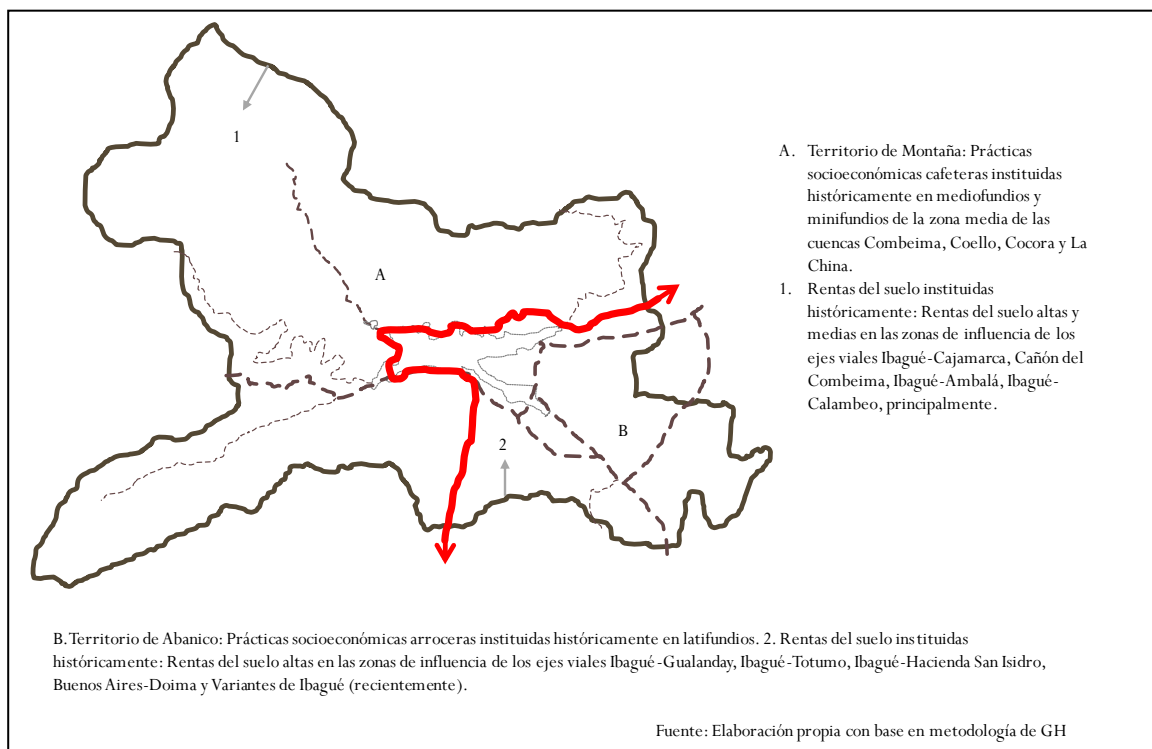 1
A
2
B
A. Territorio de Montaña: Prácticas
socioeconómicas cafeteras instituidas
históricamente en mediofundios y
minifundios de la zona media de las
cuencas Combeima, Coello, Cocora y La
China.
1. Rentas del suelo instituidas
históricamente: Rentas del suelo altas y
medias en las zonas de influencia de los
ejes viales Ibagué-Cajamarca, Cañón del
Combeima, Ibagué-Ambalá, Ibagué-
Calambeo, principalmente.
B. Territorio de Abanico: Prácticas socioeconómicas arroceras instituidas históricamente en latifundios. 2. Rentas del suelo instituidas
históricamente: Rentas del suelo altas en las zonas de influencia de los ejes viales Ibagué-Gualanday, Ibagué-Totumo, Ibagué-Hacienda San Isidro,
Buenos Aires-Doima y Variantes de Ibagué (recientemente).
Fuente: Elaboración propia con base en metodología de GH